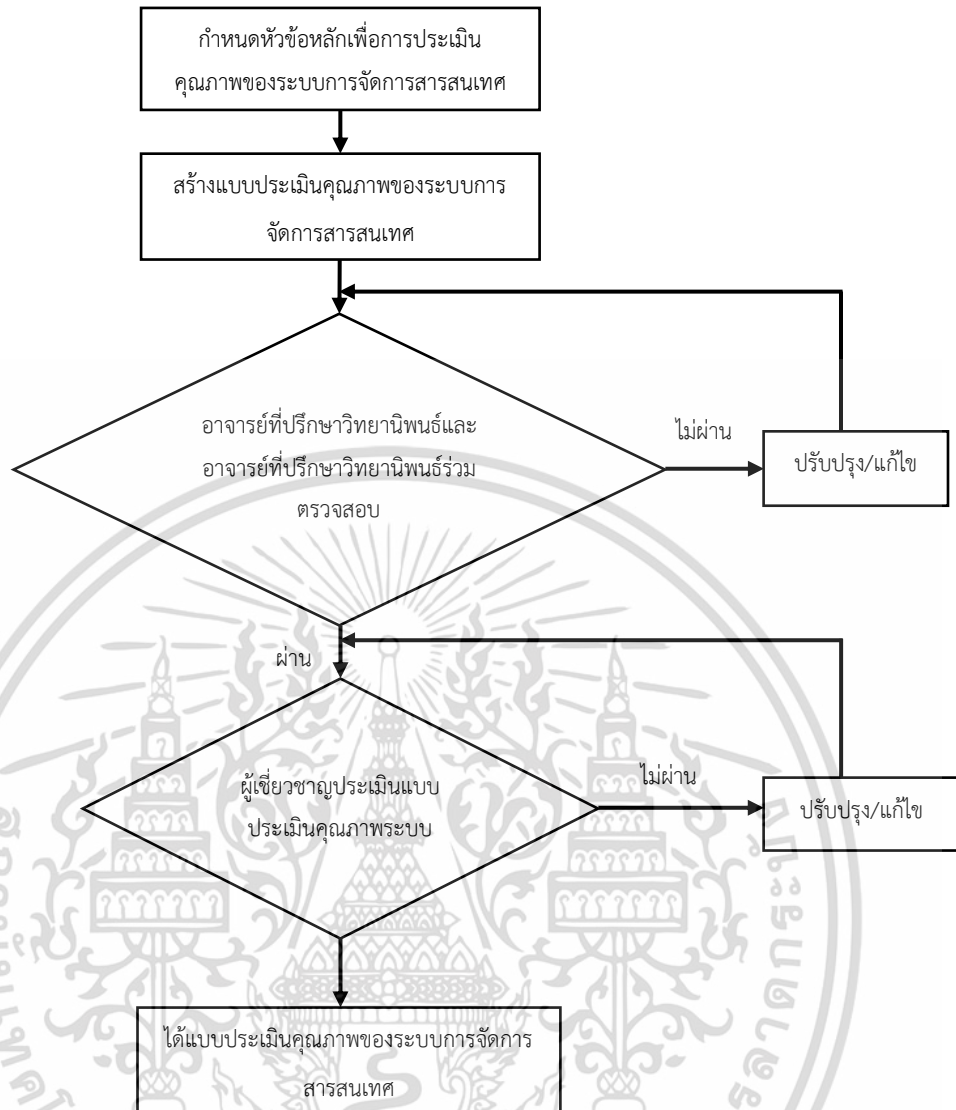 กำหนดหัวข้อหลักเพื่อการประเมิน
คุณภาพของระบบการจัดการสารสนเทศ
สร้างแบบประเมินคุณภาพของระบบการ
จัดการสารสนเทศ
อาจารย์ที่ปรึกษาวิทยานิพนธ์และ
อาจารย์ที่ปรึกษาวิทยานิพนธ์ร่วม
ตรวจสอบ
ไม่ผ่าน
ปรับปรุง/แก้ไข
ผ่าน
ผู้เชี่ยวชาญประเมินแบบ
ประเมินคุณภาพระบบ
ไม่ผ่าน
ปรับปรุง/แก้ไข
ได้แบบประเมินคุณภาพของระบบการจัดการ
สารสนเทศ